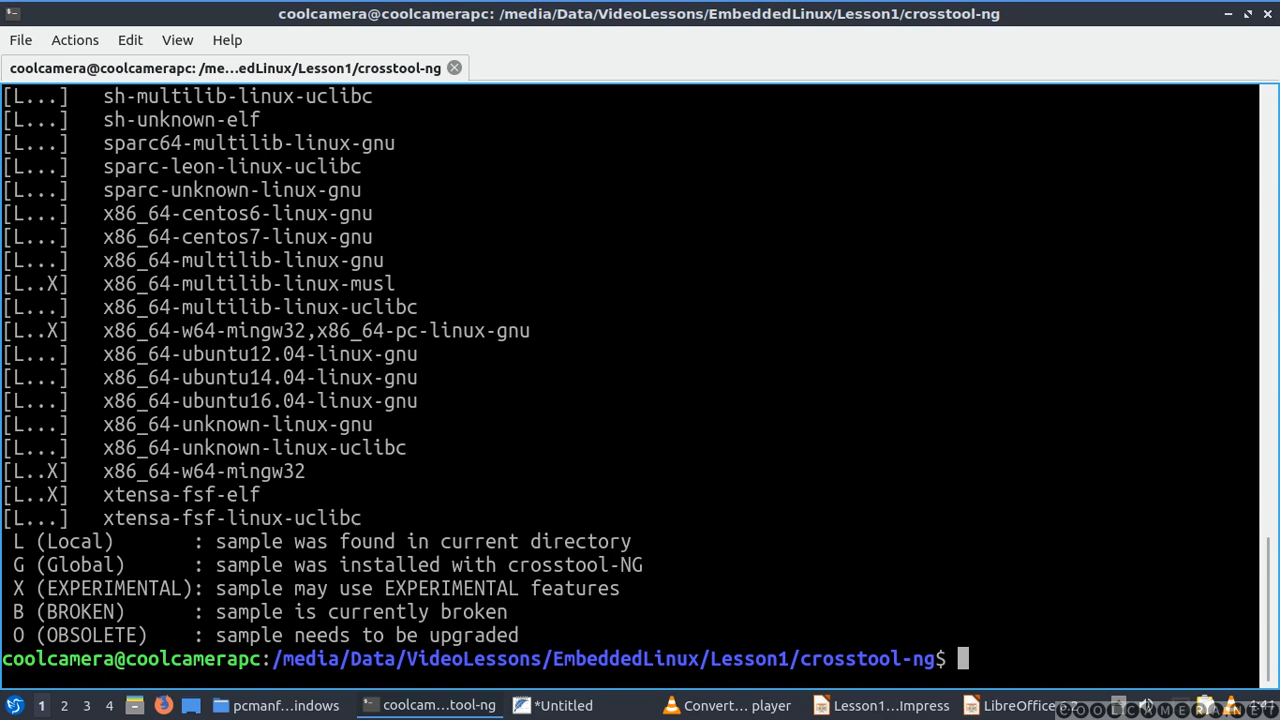 coolcamera@coolcamerapc: /media/Data/VideoLessons/EmbeddedLinux/Lesson1/crosstool-ng
File Actions Edit View Help
coolcamera@coolcamerapc: /me...edLinux/Lesson1/crosstool-ng
[L...] sh-multilib-linux-uclibc
[L...] sh-unknown-elf
[L...] sparc64-multilib-linux-gnu
[L...] sparc-leon-linux-uclibc
[L...] sparc-unknown-linux-gnu
[L...] x86_64-centos6-linux-gnu
[L...] x86_64-centos7-linux-gnu
[L...] x86_64-multilib-linux-gnu
[L..X] x86_64-multilib-linux-musl
[L...] x86_64-multilib-linux-uclibc
[L..X] x86_64-w64-mingw32,x86_64-pc-linux-gnu
[L...] x86_64-ubuntu12.04-linux-gnu
[L...] x86_64-ubuntu14.04-linux-gnu
[L...] x86_64-ubuntu16.04-linux-gnu
[L...] x86_64-unknown-linux-gnu
[L...] x86_64-unknown-linux-uclibc
[L..X] x86_64-w64-mingw32
[L..X] xtensa-fsf-elf
[L...] xtensa-fsf-linux-uclibc
L (Local) : sample was found in current directory
G (Global) : sample was installed with crosstool-NG
X (EXPERIMENTAL): sample may use EXPERIMENTAL features
B (BROKEN) : sample is currently broken
O (OBSOLETE) : sample needs to be upgraded
coolcamera@coolcamerapc:/media/Data/VideoLessons/EmbeddedLinux/Lesson1/crosstool-ng$
1 2 3 4 pcmanf...indows coolcam...tool-ng *Untitled Convert... player Lesson1...Impress LibreOffice 6.2 4:41
COOLCAMERA.NET